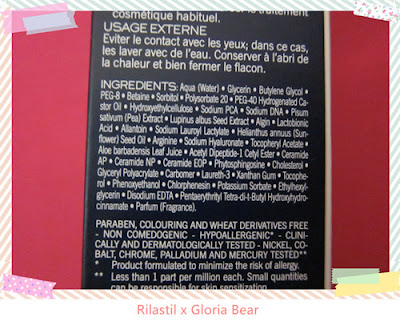 cosmétique habituel.
USAGE EXTERNE
Eviter le contact avec les yeux; dans ce cas,
les laver avec de l'eau. Conserver à l'abri de
la chaleur et bien fermer le flacon.
INGREDIENTS: Aqua (Water) • Glycerin • Butylene Glycol •
PEG-8 • Betaine • Sorbitol • Polysorbate 20 • PEG-40 Hydrogenated Ca-
stor Oil • Hydroxyethylcellulose • Sodium PCA • Sodium DNA • Pisum
sativum (Pea) Extract • Lupinus albus Seed Extract • Algin • Lactobionic
Acid • Allantoin • Sodium Lauroyl Lactylate • Helianthus annuus (Sun-
flower) Seed Oil • Arginine • Sodium Hyaluronate • Tocopheryl Acetate •
Aloe barbadensis Leaf Juice • Acetyl Dipeptide-1 Cetyl Ester • Ceramide
AP • Ceramide NP • Ceramide EOP • Phytosphingosine • Cholesterol •
Glyceryl Polyacrylate • Carbomer • Laureth-3 • Xanthan Gum • Tocophe-
rol • Phenoxyethanol • Chlorphenesin • Potassium Sorbate • Ethylhexyl-
glycerin • Disodium EDTA • Pentaerythrityl Tetra-di-t-Butyl Hydroxyhydro-
cinnamate • Parfum (Fragrance).
PARABEN, COLOURING AND WHEAT DERIVATIVES FREE
- NON COMEDOGENIC - HYPOALLERGENIC* - CLINI-
CALLY AND DERMATOLOGICALLY TESTED - NICKEL, CO-
BALT, CHROME, PALLADIUM AND MERCURY TESTED**
* Product formulated to minimize the risk of allergy.
** Less than 1 part per million each. Small quantities
can be responsible for skin sensitization.
Rilastil x Gloria Bear